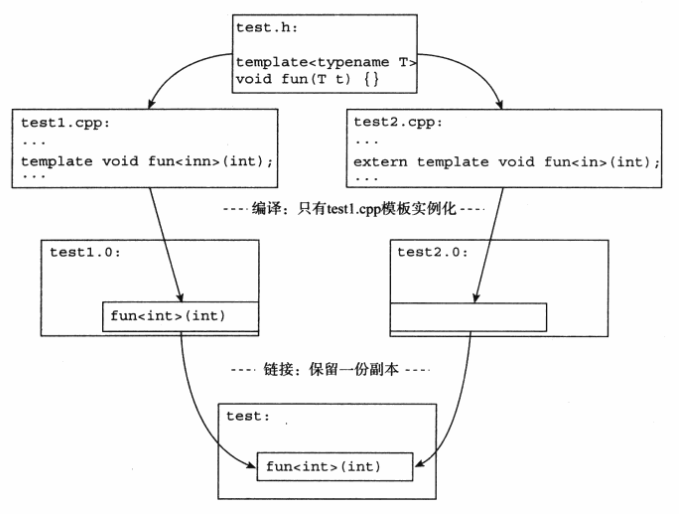 test.h:
template<typename T>
void fun(T t) {}
test1.cpp:
...
template void fun<inn>(int);
...
test2.cpp:
...
extern template void fun<in>(int);
...
---- 编译：只有test1.cpp模板实例化 ----
test1.0:
fun<int>(int)
test2.0:
---- 链接：保留一份副本 ----
test:
fun<int>(int)